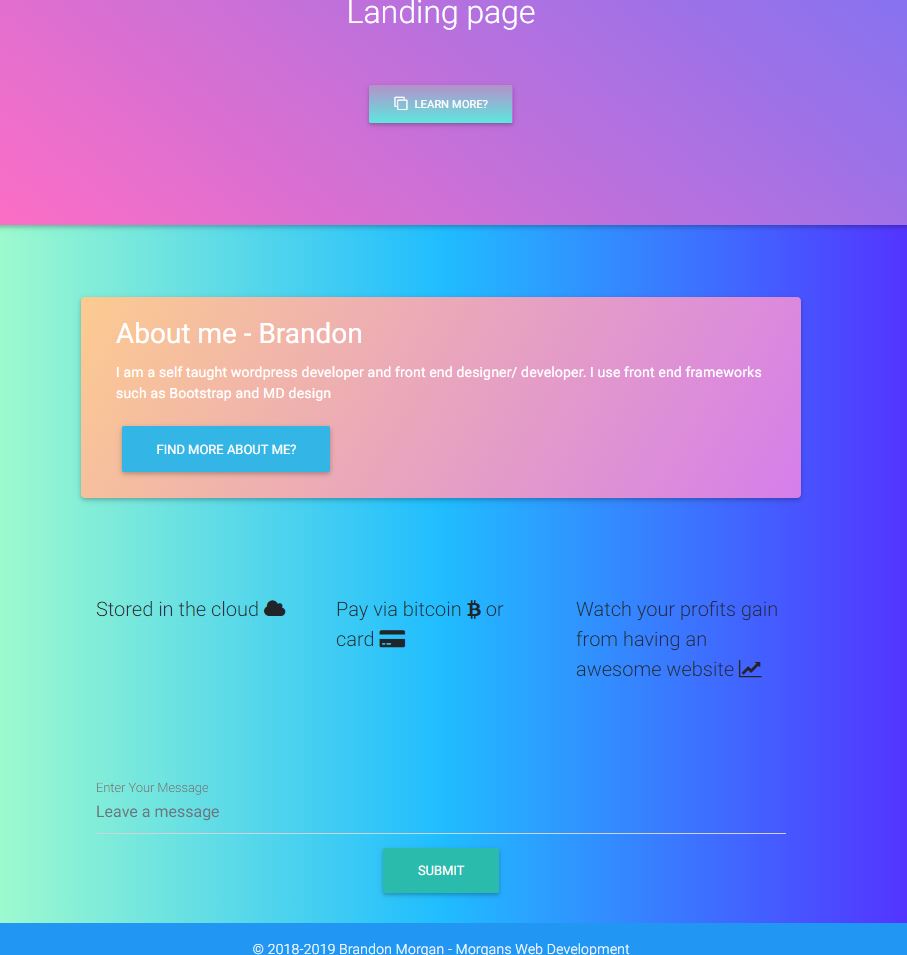 Landing page
LEARN MORE?
About me - Brandon
I am a self taught wordpress developer and front end designer/ developer. I use front end frameworks
such as Bootstrap and MD design
FIND MORE ABOUT ME?
Stored in the cloud
Pay via bitcoin or
card
Watch your profits gain
from having an
awesome website
Enter Your Message
Leave a message
SUBMIT
© 2018-2019 Brandon Morgan - Morgans Web Development